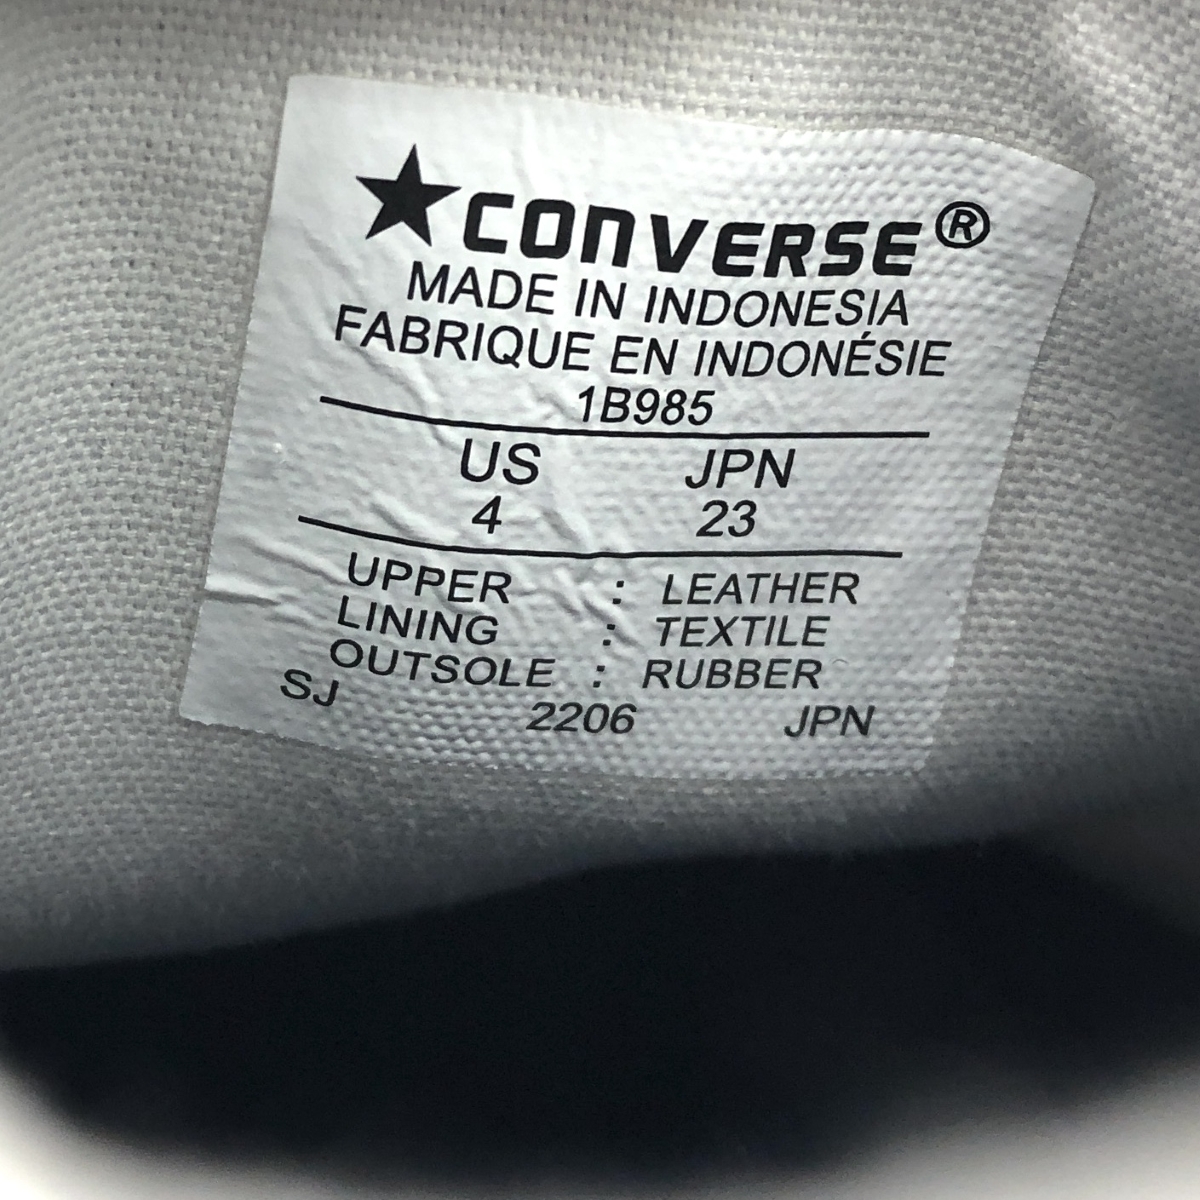 ★CONVERSE®
MADE IN INDONESIA
FABRIQUE EN INDONÉSIE
1B985
US JPN
4 23
UPPER : LEATHER
LINING : TEXTILE
OUTSOLE : RUBBER
SJ 2206 JPN